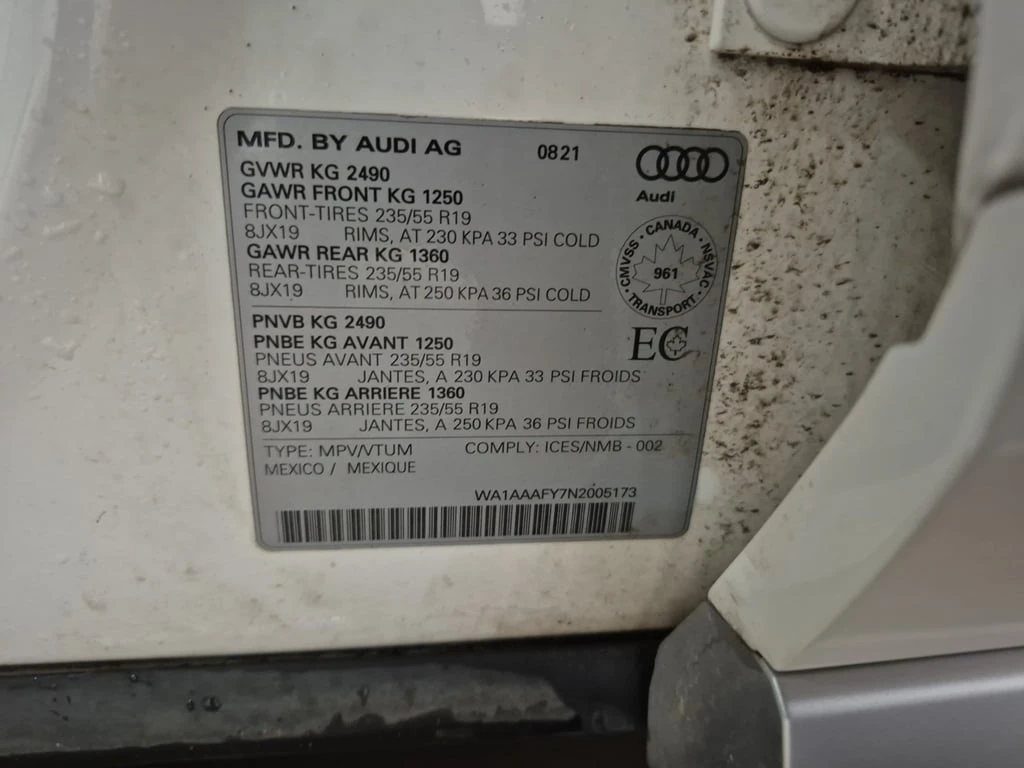 MFD. BY AUDI AG 0821
Audi
GVWR KG 2490
GAWR FRONT KG 1250
FRONT-TIRES 235/55 R19
8JX19 RIMS, AT 230 KPA 33 PSI COLD
GAWR REAR KG 1360
REAR-TIRES 235/55 R19
8JX19 RIMS, AT 250 KPA 36 PSI COLD
CMVSS · CANADA · NSVAC · TRANSPORT ·
961
PNVB KG 2490
PNBE KG AVANT 1250
PNEUS AVANT 235/55 R19
8JX19 JANTES, A 230 KPA 33 PSI FROIDS
PNBE KG ARRIERE 1360
PNEUS ARRIERE 235/55 R19
8JX19 JANTES, A 250 KPA 36 PSI FROIDS
EC
TYPE: MPV/VTUM COMPLY: ICES/NMB - 002
MEXICO / MEXIQUE
WA1AAAFY7N2005173